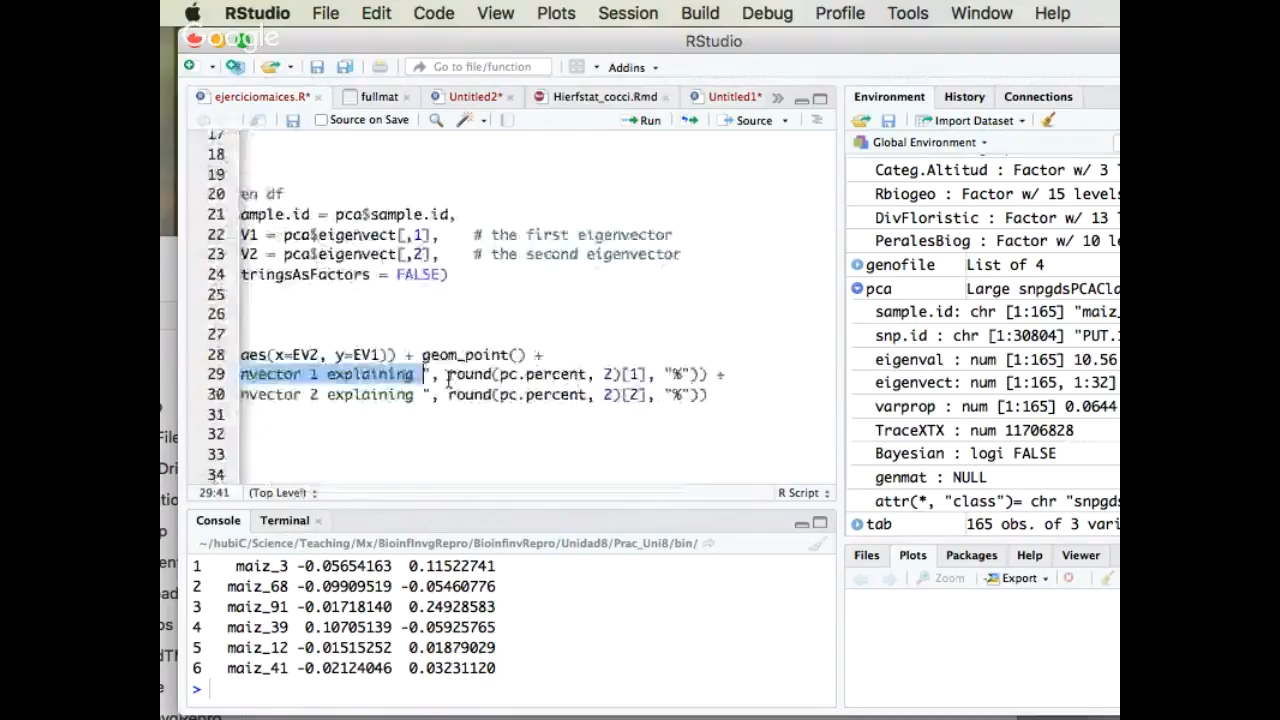 RStudio File Edit Code View Plots Session Build Debug Profile Tools Window Help
Google
RStudio
Go to file/function Addins
ejerciciomaices.R* fullmat Untitled2* Hierfstat_cocci.Rmd Untitled1*
Source on Save Run Source
17
18
19
20 en df
21 ample.id = pca$sample.id,
22 V1 = pca$eigenvect[,1], # the first eigenvector
23 V2 = pca$eigenvect[,2], # the second eigenvector
24 tringsAsFactors = FALSE)
25
26
27
28 aes(x=EV2, y=EV1)) + geom_point() +
29 nvector 1 explaining ", round(pc.percent, 2)[1], "%")) +
30 nvector 2 explaining ", round(pc.percent, 2)[2], "%"))
31
32
33
34
29:41 (Top Level) R Script
Console Terminal
~/hubiC/Science/Teaching/Mx/BioinfInvgRepro/BioinfinvRepro/Unidad8/Prac_Uni8/bin/
1 maiz_3 -0.05654163 0.11522741
2 maiz_68 -0.09909519 -0.05460776
3 maiz_91 -0.01718140 0.24928583
4 maiz_39 0.10705139 -0.05925765
5 maiz_12 -0.01515252 0.01879029
6 maiz_41 -0.02124046 0.03231120
>
Environment History Connections
Import Dataset
Global Environment
Categ.Altitud : Factor w/ 3 l
Rbiogeo : Factor w/ 15 levels
DivFloristic : Factor w/ 13 l
PeralesBiog : Factor w/ 10 l
genofile List of 4
pca Large snpgdsPCACla
sample.id: chr [1:165] "maiz_
snp.id : chr [1:30804] "PUT.1
eigenval : num [1:165] 10.56
eigenvect: num [1:165, 1:32]
varprop : num [1:165] 0.0644
TraceXTX : num 11706828
Bayesian : logi FALSE
genmat : NULL
attr(*, "class")= chr "snpgds
tab 165 obs. of 3 vari
Files Plots Packages Help Viewer
Zoom Export